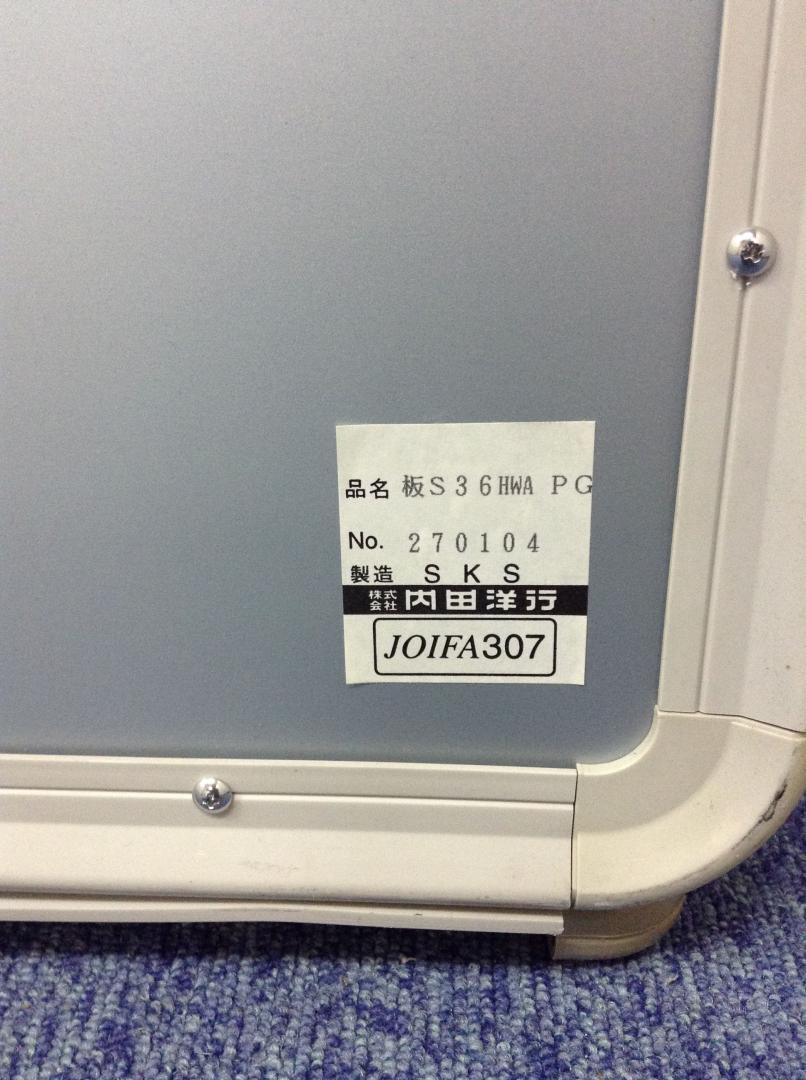 品名 板S36HWA PG
No. 270104
製造 SKS
株式会社 内田洋行
JOIFA307